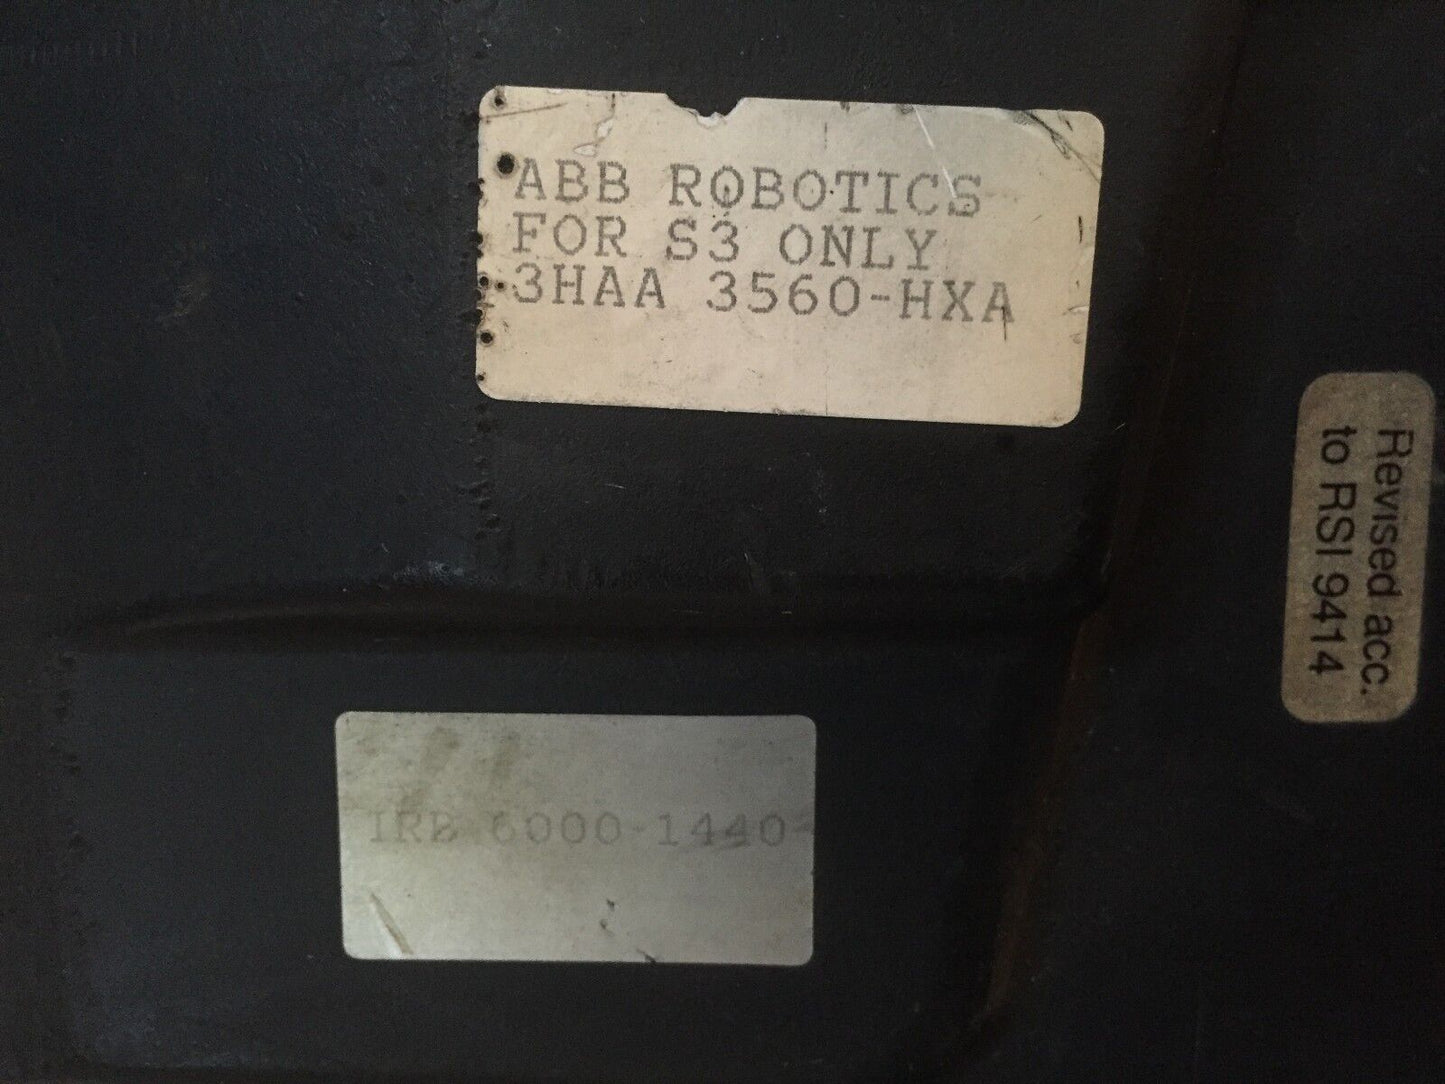 ABB ROBOTICS
FOR S3 ONLY
3HAA 3560-HXA
Revised acc.
to RSI 9414
IRB 6000-1440